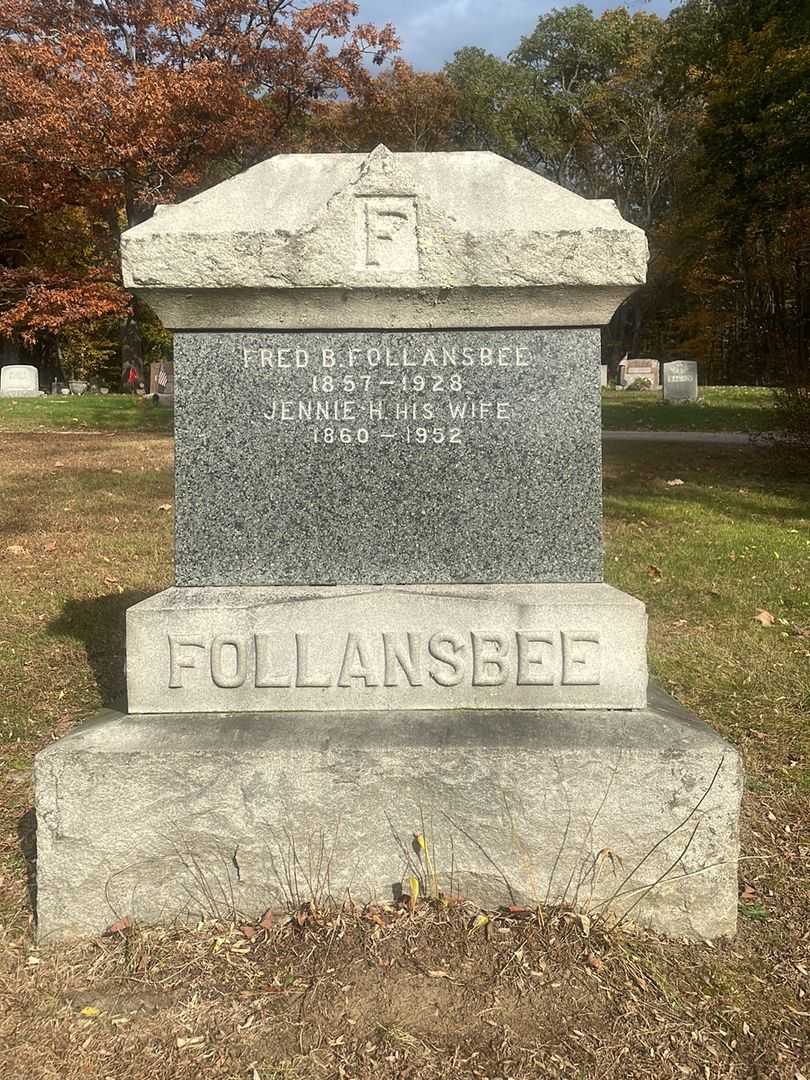 F
FRED B. FOLLANSBEE
1857-1928
JENNIE H. HIS WIFE
1860-1952
FOLLANSBEE